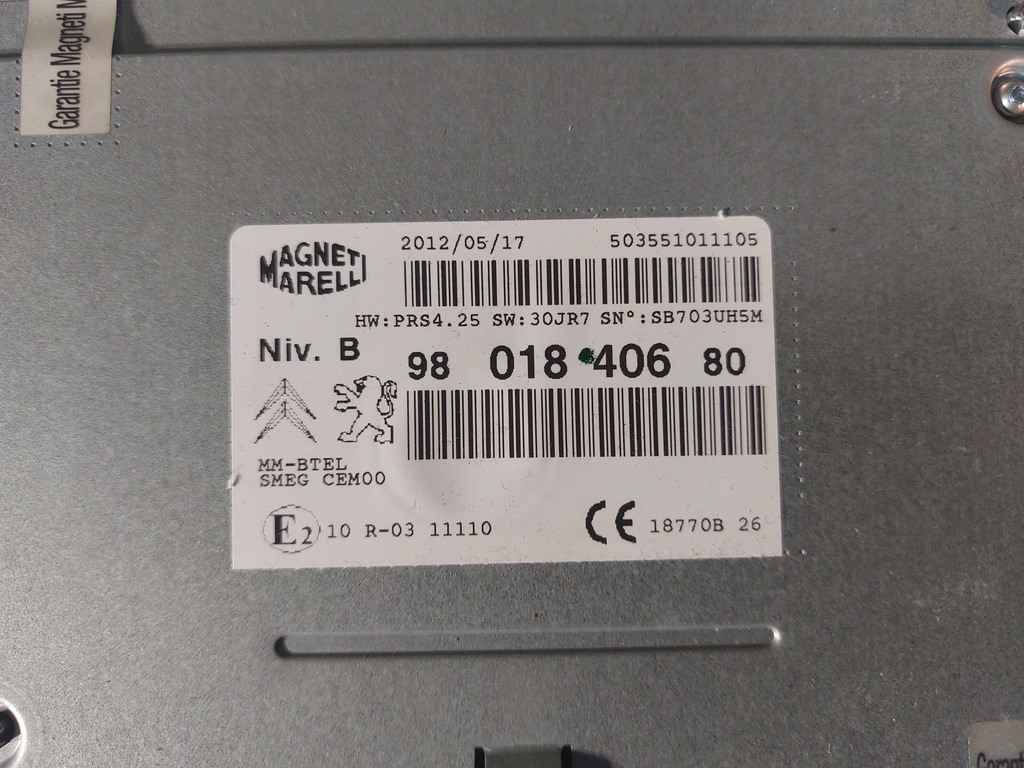 Garantie Magneti M
MAGNETI
MARELLI
2012/05/17 503551011105
HW:PRS4.25 SW:30JR7 SN°:SB703UH5M
Niv. B
98 018 406 80
MM-BTEL
SMEG CEM00
E2 10 R-03 11110
CE 18770B 26